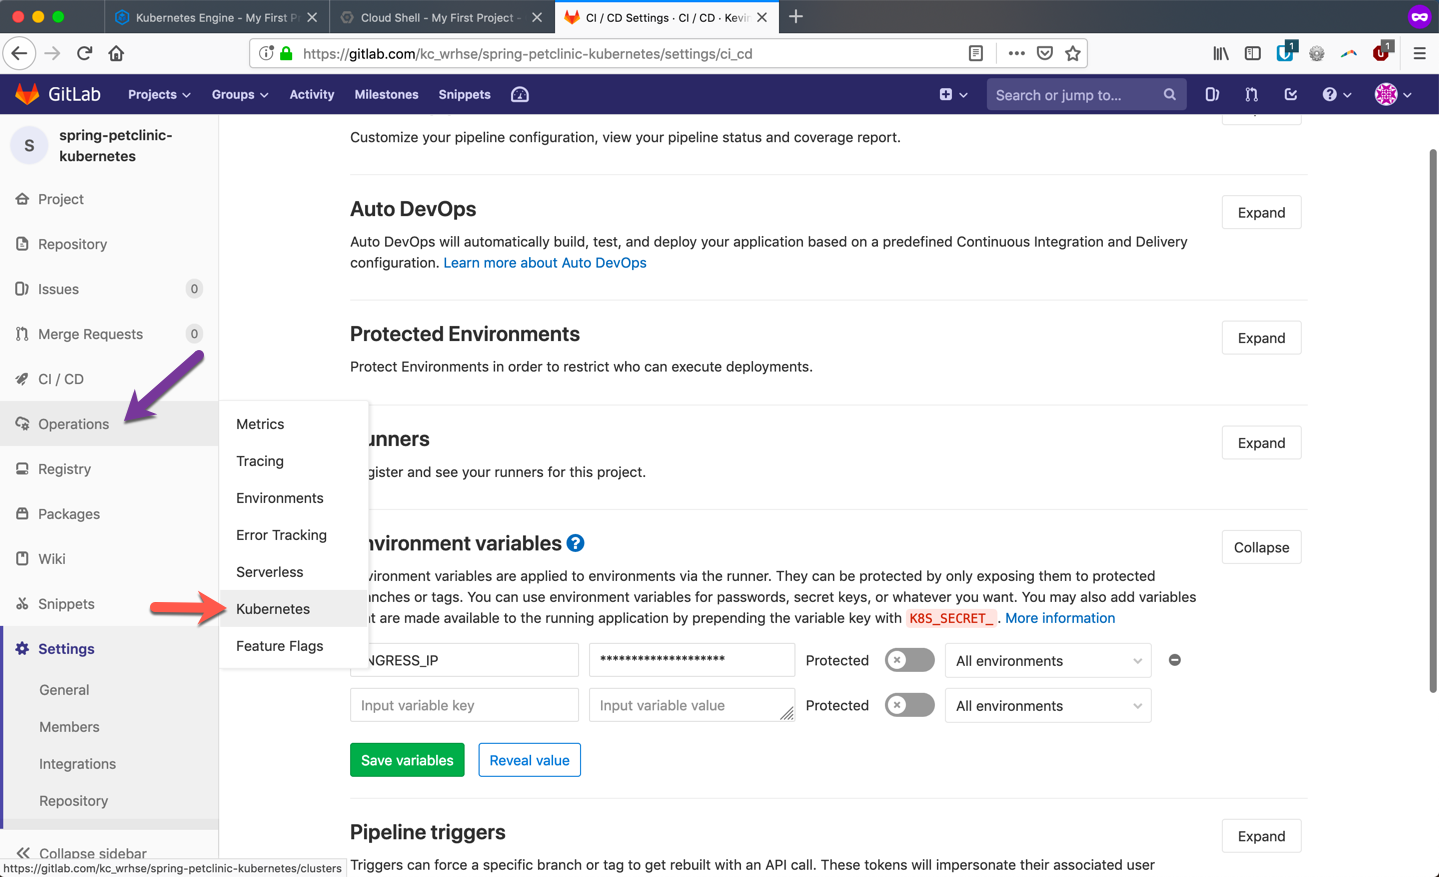 Kubernetes Engine - My First P
Cloud Shell - My First Project -
CI / CD Settings · CI / CD · Kevin
https://gitlab.com/kc_wrhse/spring-petclinic-kubernetes/settings/ci_cd
1
1
GitLab
Projects
Groups
Activity
Milestones
Snippets
Search or jump to...
S
spring-petclinic-
kubernetes
Project
Repository
Issues
0
Merge Requests
0
CI / CD
Operations
Registry
Packages
Wiki
Snippets
Settings
General
Members
Integrations
Repository
Collapse sidebar
https://gitlab.com/kc_wrhse/spring-petclinic-kubernetes/clusters
Metrics
Tracing
Environments
Error Tracking
Serverless
Kubernetes
Feature Flags
Customize your pipeline configuration, view your pipeline status and coverage report.
Auto DevOps
Expand
Auto DevOps will automatically build, test, and deploy your application based on a predefined Continuous Integration and Delivery
configuration. Learn more about Auto DevOps
Protected Environments
Expand
Protect Environments in order to restrict who can execute deployments.
unners
Expand
gister and see your runners for this project.
nvironment variables ?
Collapse
vironment variables are applied to environments via the runner. They can be protected by only exposing them to protected
anches or tags. You can use environment variables for passwords, secret keys, or whatever you want. You may also add variables
at are made available to the running application by prepending the variable key with K8S_SECRET_. More information
NGRESS_IP
********************
Protected
All environments
Input variable key
Input variable value
Protected
All environments
Save variables
Reveal value
Pipeline triggers
Expand
Triggers can force a specific branch or tag to get rebuilt with an API call. These tokens will impersonate their associated user